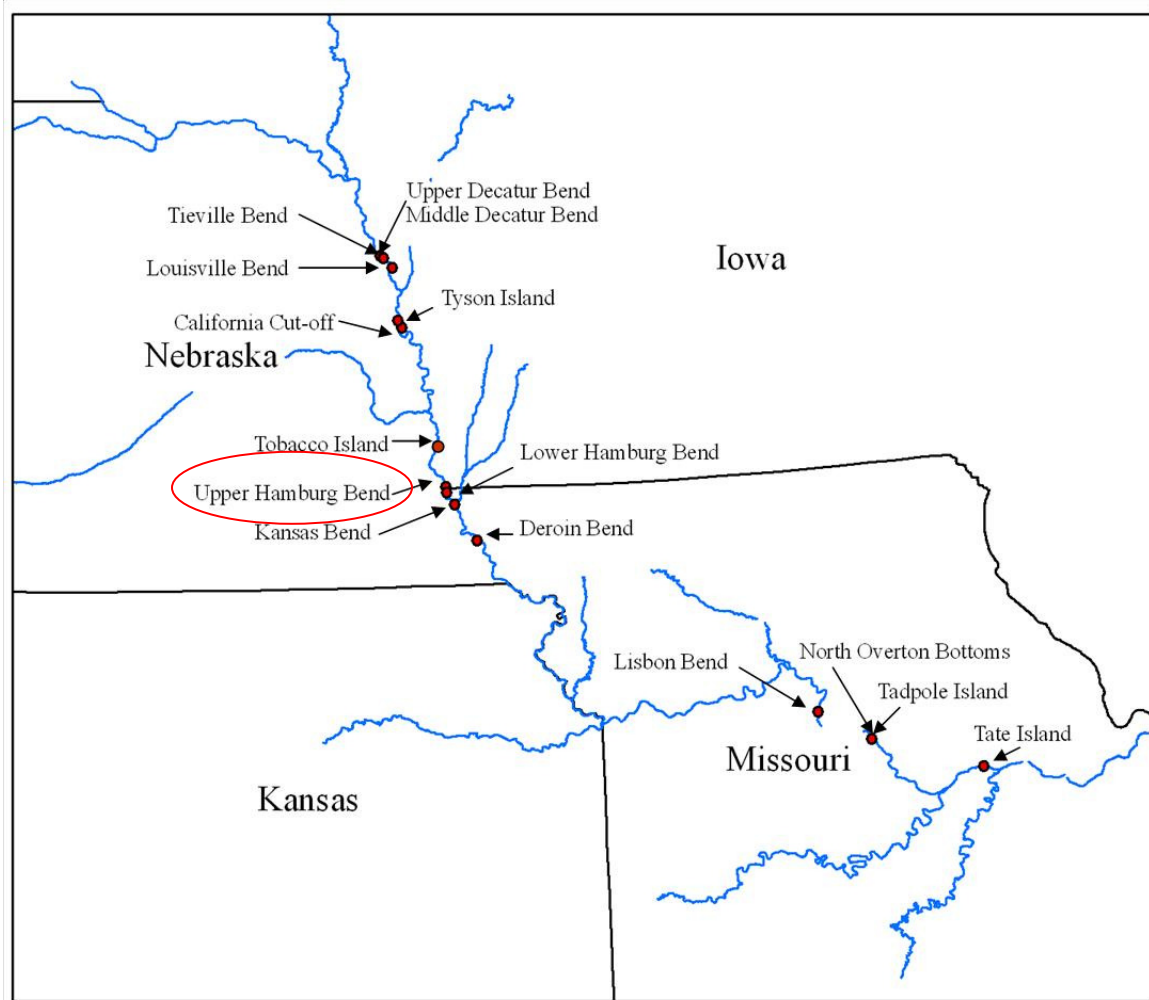 Upper Decatur Bend
Middle Decatur Bend
Tieville Bend
Iowa
Louisville Bend
Tyson Island
California Cut-off
Nebraska
Tobacco Island
Lower Hamburg Bend
Upper Hamburg Bend
Kansas Bend
Deroin Bend
North Overton Bottoms
Lisbon Bend
Tadpole Island
Tate Island
Missouri
Kansas